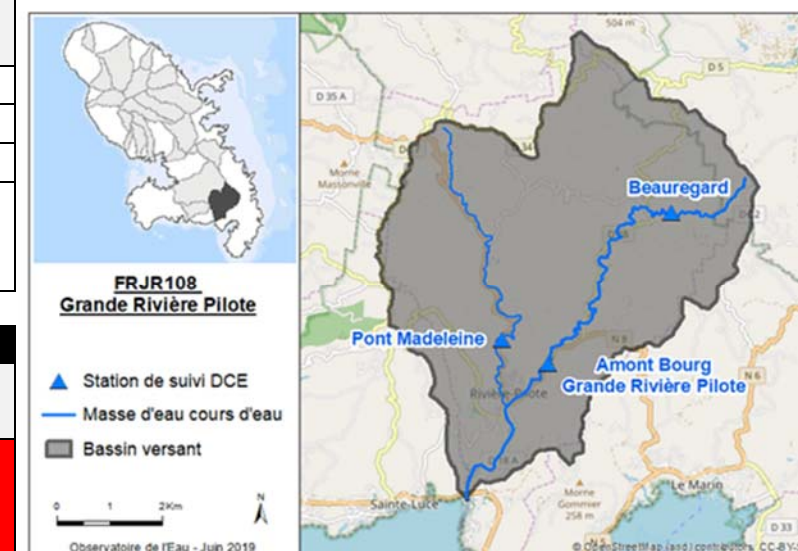 FRJR108
Grande Rivière Pilote
Station de suivi DCE
Masse d'eau cours d'eau
Bassin versant
0 1 2Km
N
Observatoire de l'Eau - Juin 2019
504 m
D 5
D 35 A
Morne
Massonville
Beauregard
Pont Madeleine
N 8
Amont Bourg
Grande Rivière Pilote
N 6
Rivière-Pilote
Sainte-Luce
Morne
Gommier
258 m
Le Marin
D 33
N 5